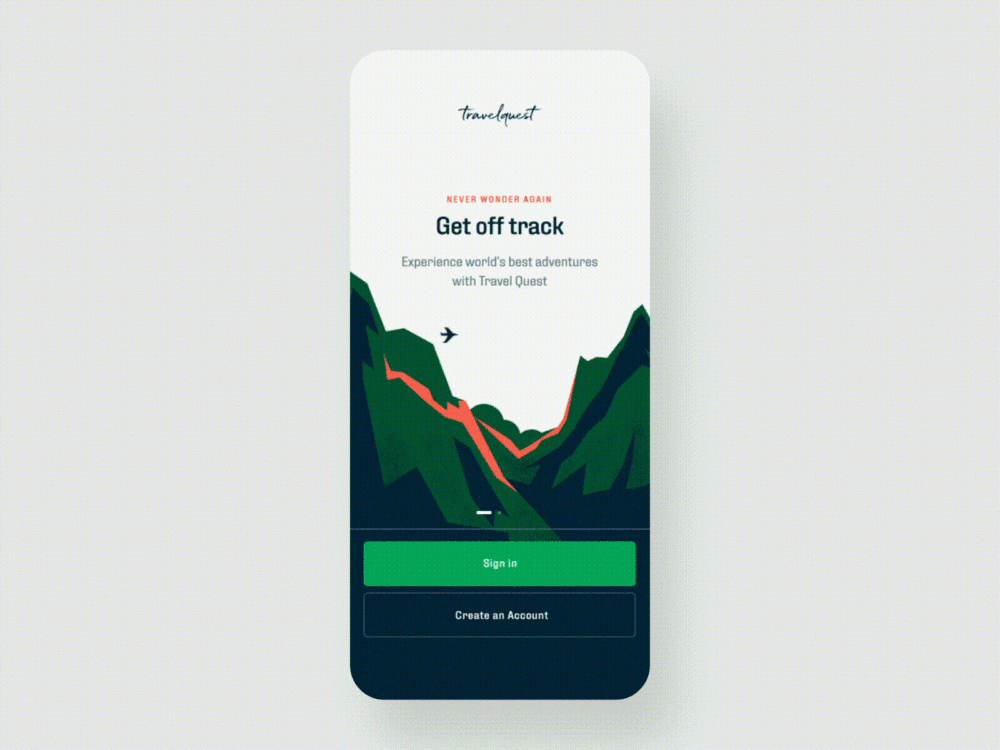 travelquest
NEVER WONDER AGAIN
Get off track
Experience world's best adventures
with Travel Quest
Sign in
Create an Account